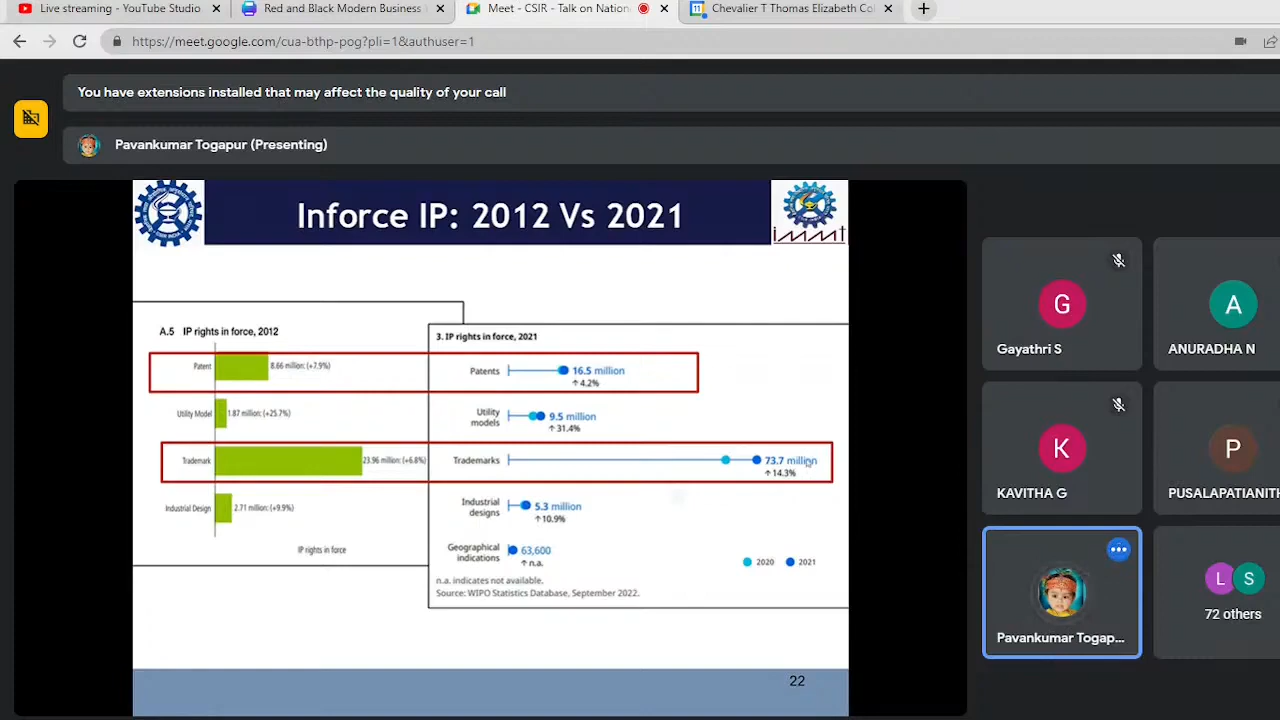 Live streaming - YouTube Studio
Red and Black Modern Business
Meet - CSIR - Talk on Nation
Chevalier T Thomas Elizabeth Col
https://meet.google.com/cua-bthp-pog?pli=1&authuser=1
You have extensions installed that may affect the quality of your call
Pavankumar Togapur (Presenting)
Inforce IP: 2012 Vs 2021
immt
A.5 IP rights in force, 2012
Patent
8.66 million: (+7.9%)
Utility Model
1.87 million: (+25.7%)
Trademark
23.96 million: (+6.8%)
Industrial Design
2.71 million: (+9.9%)
IP rights in force
3. IP rights in force, 2021
Patents
16.5 million
↑ 4.2%
Utility
models
9.5 million
↑ 31.4%
Trademarks
73.7 million
↑ 14.3%
Industrial
designs
5.3 million
↑ 10.9%
Geographical
indications
63,600
↑ n.a.
2020 2021
n.a. indicates not available.
Source: WIPO Statistics Database, September 2022.
22
G
Gayathri S
A
ANURADHA N
K
KAVITHA G
P
PUSALAPATIANITH
Pavankumar Togap...
L S
72 others